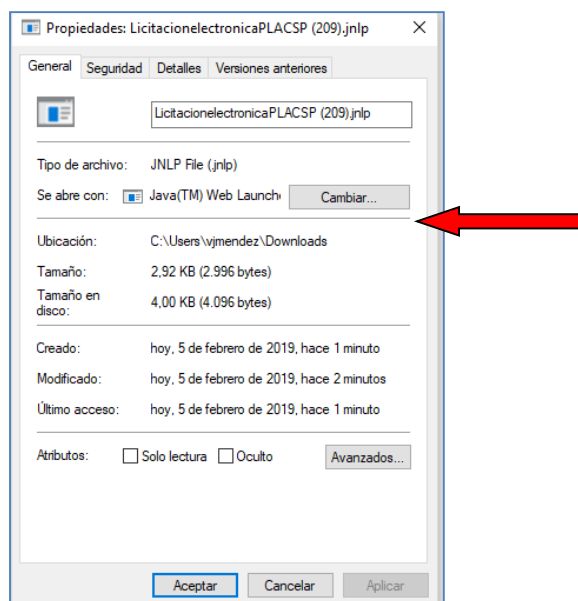 Propiedades: LicitacionelectronicaPLACSP (209).jnlp
General Seguridad Detalles Versiones anteriores
LicitacionelectronicaPLACSP (209).jnlp
Tipo de archivo: JNLP File (.jnlp)
Se abre con: Java(TM) Web Launch Cambiar...
Ubicación: C:\Users\vjmendez\Downloads
Tamaño: 2,92 KB (2.996 bytes)
Tamaño en
disco: 4,00 KB (4.096 bytes)
Creado: hoy, 5 de febrero de 2019, hace 1 minuto
Modificado: hoy, 5 de febrero de 2019, hace 2 minutos
Último acceso: hoy, 5 de febrero de 2019, hace 1 minuto
Atributos: Solo lectura Oculto Avanzados...
Aceptar Cancelar Aplicar